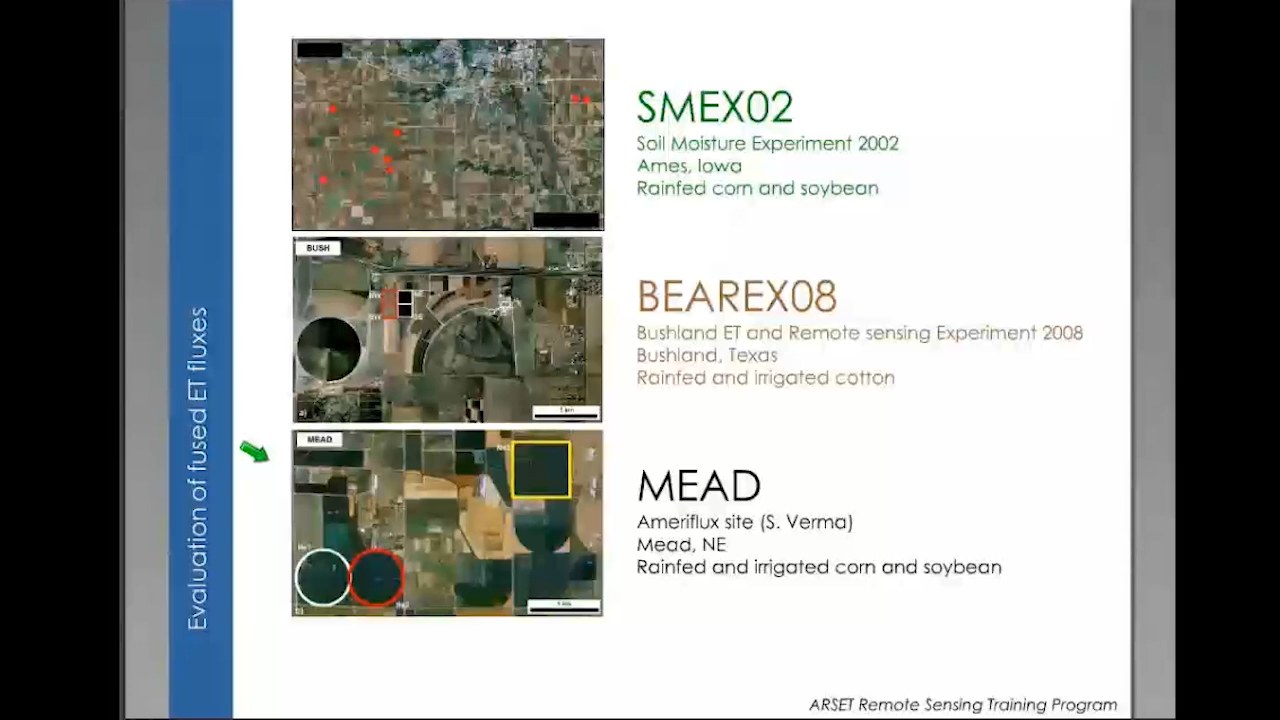 Evaluation of fused ET fluxes
SMEX02
Soil Moisture Experiment 2002
Ames, Iowa
Rainfed corn and soybean
BUSH
BEAREX08
Bushland ET and Remote sensing Experiment 2008
Bushland, Texas
Rainfed and irrigated cotton
a)
1 km
MEAD
MEAD
Ameriflux site (S. Verma)
Mead, NE
Rainfed and irrigated corn and soybean
ARSET Remote Sensing Training Program